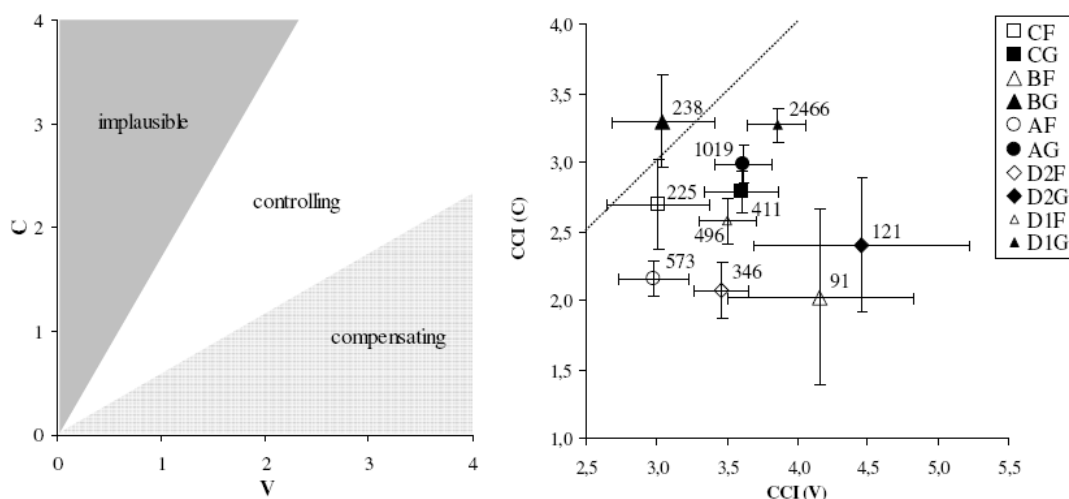 4
3
2
1
0
C
implausible
controlling
compensating
0
1
2
3
4
V
4,0
3,5
3,0
2,5
2,0
1,5
1,0
CCI (C)
238
2466
1019
225
411
496
573
346
91
121
2,5
3,0
3,5
4,0
4,5
5,0
5,5
CCI (V)
CF
CG
BF
BG
AF
AG
D2F
D2G
D1F
D1G